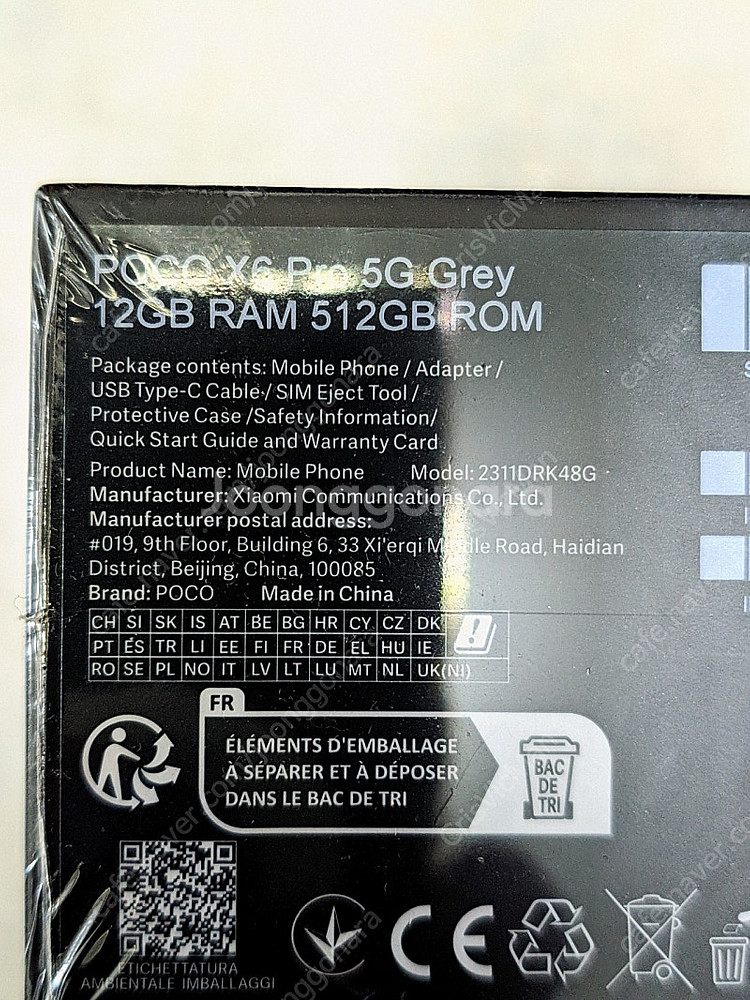 POCO X6 Pro 5G Grey
12GB RAM 512GB ROM
Package contents: Mobile Phone / Adapter /
USB Type-C Cable / SIM Eject Tool /
Protective Case /Safety Information/
Quick Start Guide and Warranty Card
Product Name: Mobile Phone Model: 2311DRK48G
Manufacturer: Xiaomi Communications Co., Ltd.
Manufacturer postal address:
#019, 9th Floor, Building 6, 33 Xi'erqi Middle Road, Haidian
District, Beijing, China, 100085
Brand: POCO Made in China
CH SI SK IS AT BE BG HR CY CZ DK
PT ES TR LI EE FI FR DE EL HU IE
RO SE PL NO IT LV LT LU MT NL UK(NI)
FR
ÉLÉMENTS D'EMBALLAGE
À SÉPARER ET À DÉPOSER
DANS LE BAC DE TRI
BAC
DE
TRI
CE
ETICHETTATURA
AMBIENTALE IMBALLAGGI
joonggonara